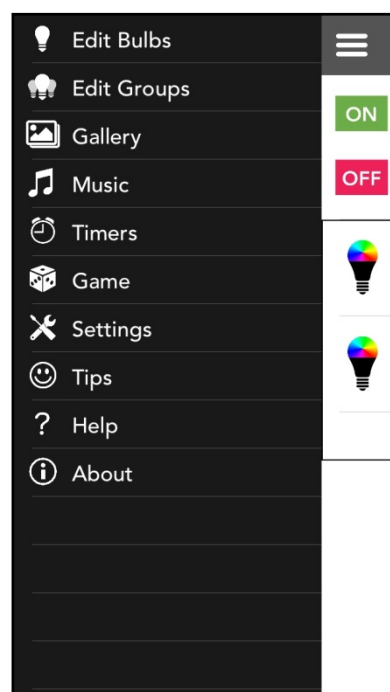 Edit Bulbs
Edit Groups
Gallery
Music
Timers
Game
Settings
Tips
Help
About
ON
OFF